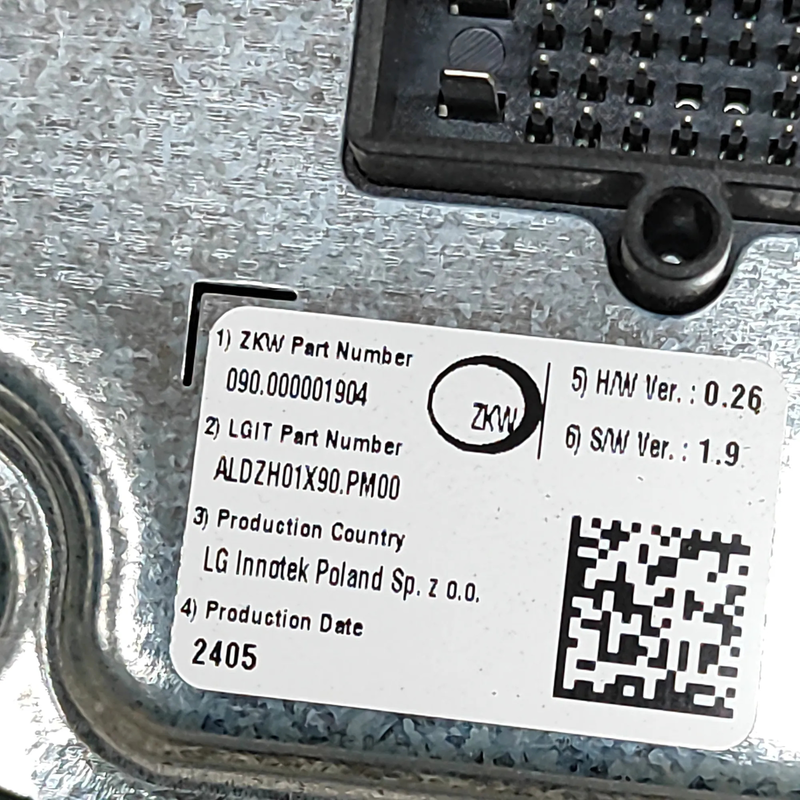 1) ZKW Part Number
090.000001904
2) LGIT Part Number
ALDZH01X90.PM00
3) Production Country
LG Innotek Poland Sp. z o.o.
4) Production Date
2405
ZKW
5) H/W Ver. : 0.26
6) S/W Ver. : 1.9